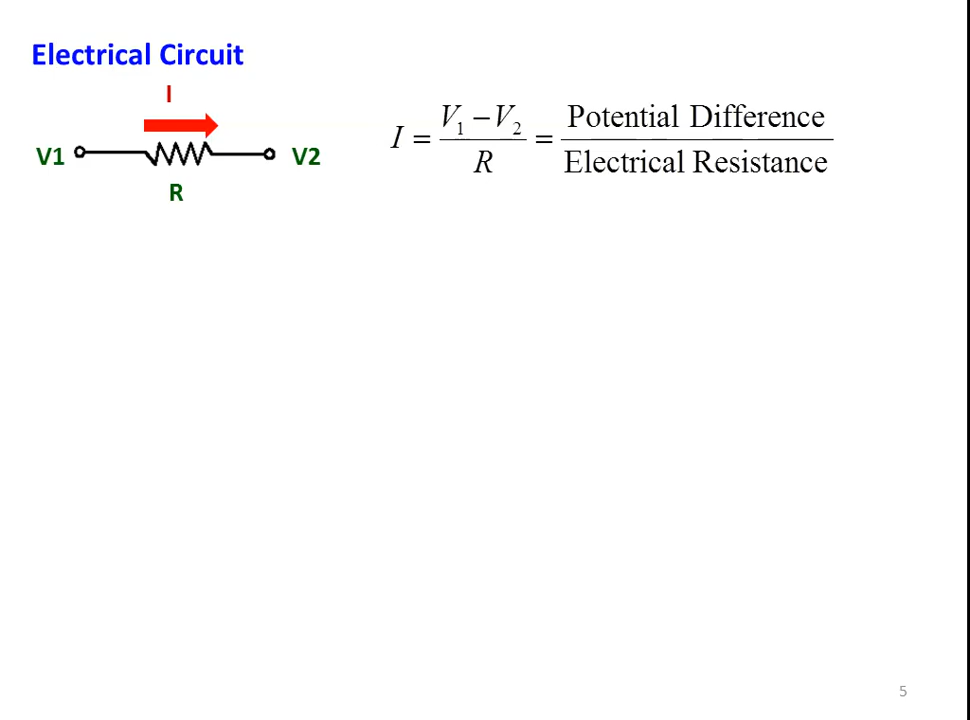 Electrical Circuit
I
V1
V2
R
I = V₁ − V₂ / R = Potential Difference / Electrical Resistance
5